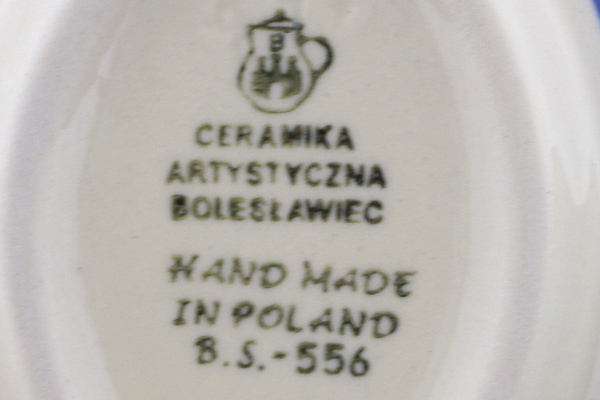 B
CERAMIKA
ARTYSTYCZNA
BOLESŁAWIEC
HAND MADE
IN POLAND
B.S.-556